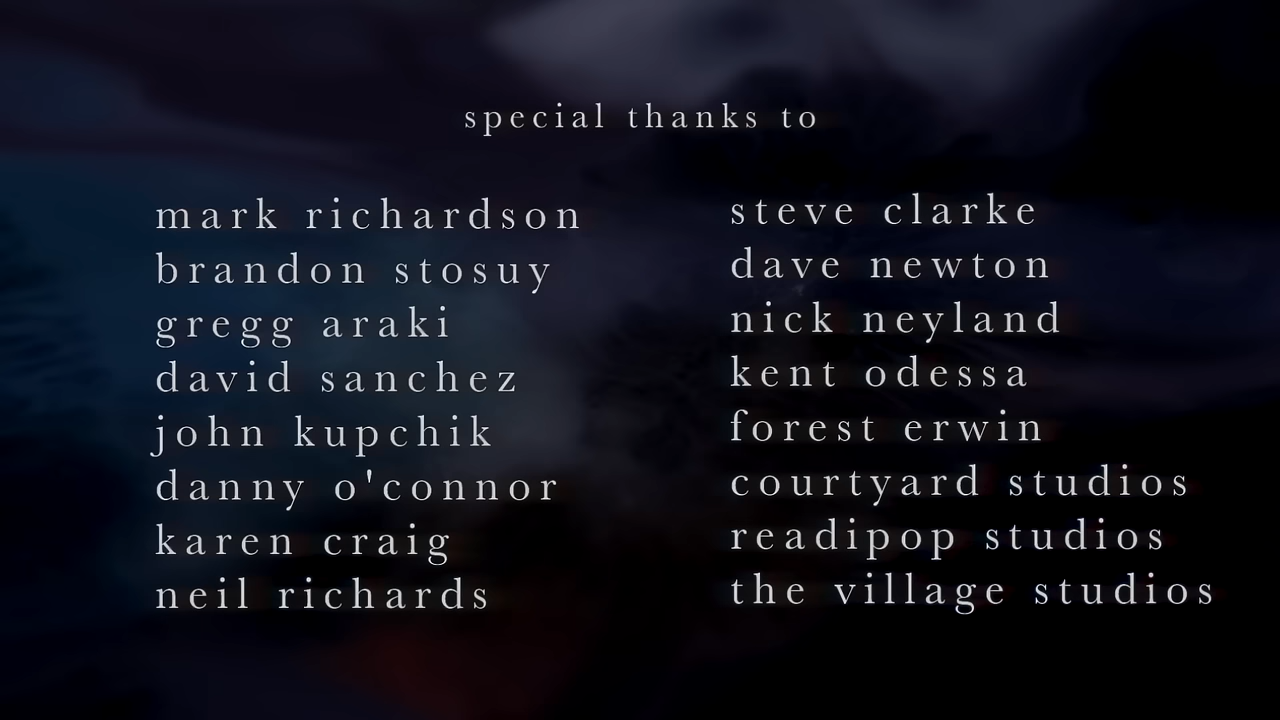 special thanks to
mark richardson
brandon stosuy
gregg araki
david sanchez
john kupchik
danny o'connor
karen craig
neil richards
steve clarke
dave newton
nick neyland
kent odessa
forest erwin
courtyard studios
readipop studios
the village studios